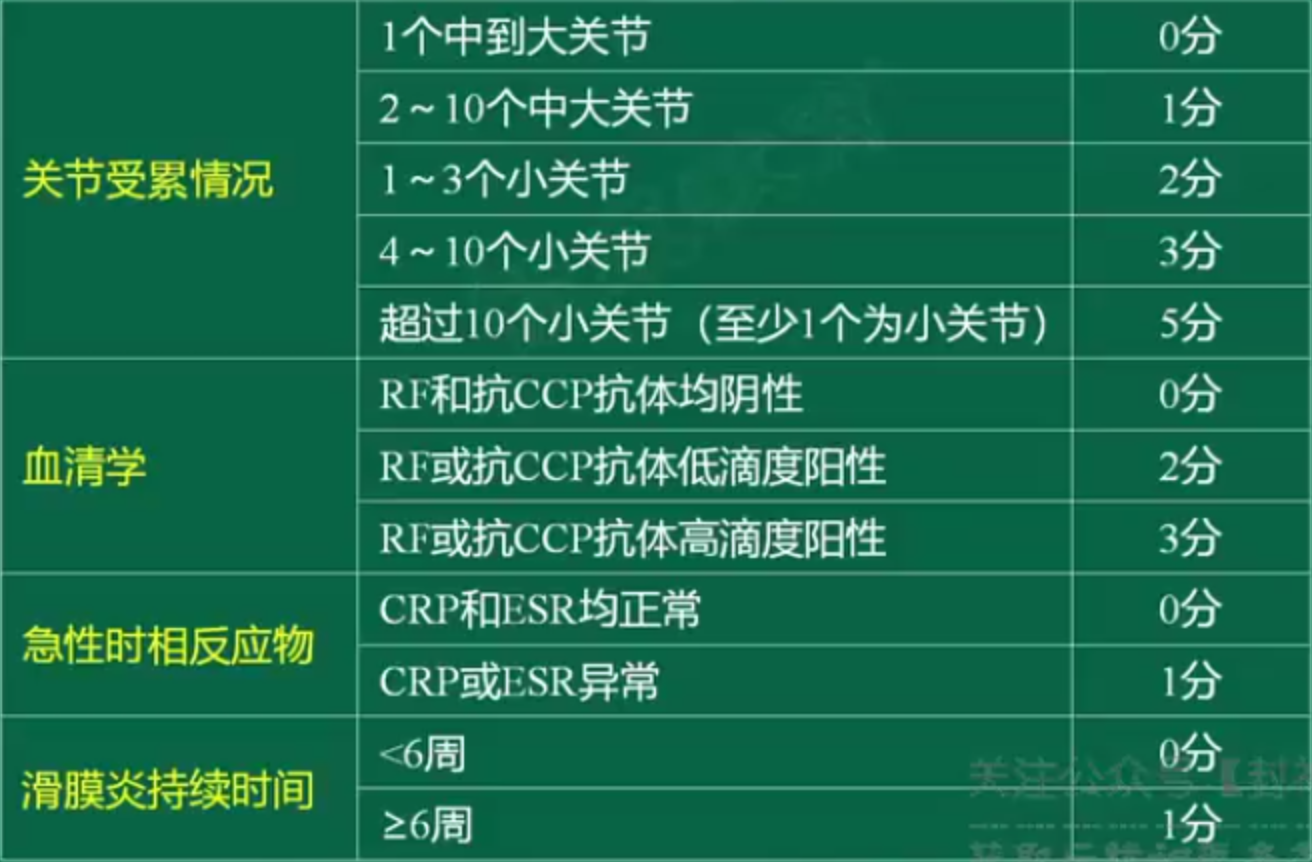 关节受累情况
1个中到大关节
0分
2～10个中大关节
1分
1～3个小关节
2分
4～10个小关节
3分
超过10个小关节（至少1个为小关节）
5分
血清学
RF和抗CCP抗体均阴性
0分
RF或抗CCP抗体低滴度阳性
2分
RF或抗CCP抗体高滴度阳性
3分
急性时相反应物
CRP和ESR均正常
0分
CRP或ESR异常
1分
滑膜炎持续时间
<6周
0分
≥6周
1分
关注公众号【封